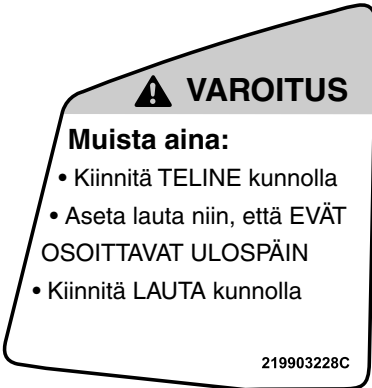 VAROITUS
Muista aina:
• Kiinnitä TELINE kunnolla
• Aseta lauta niin, että EVÄT
OSOITTAVAT ULOSPÄIN
• Kiinnitä LAUTA kunnolla
219903228C